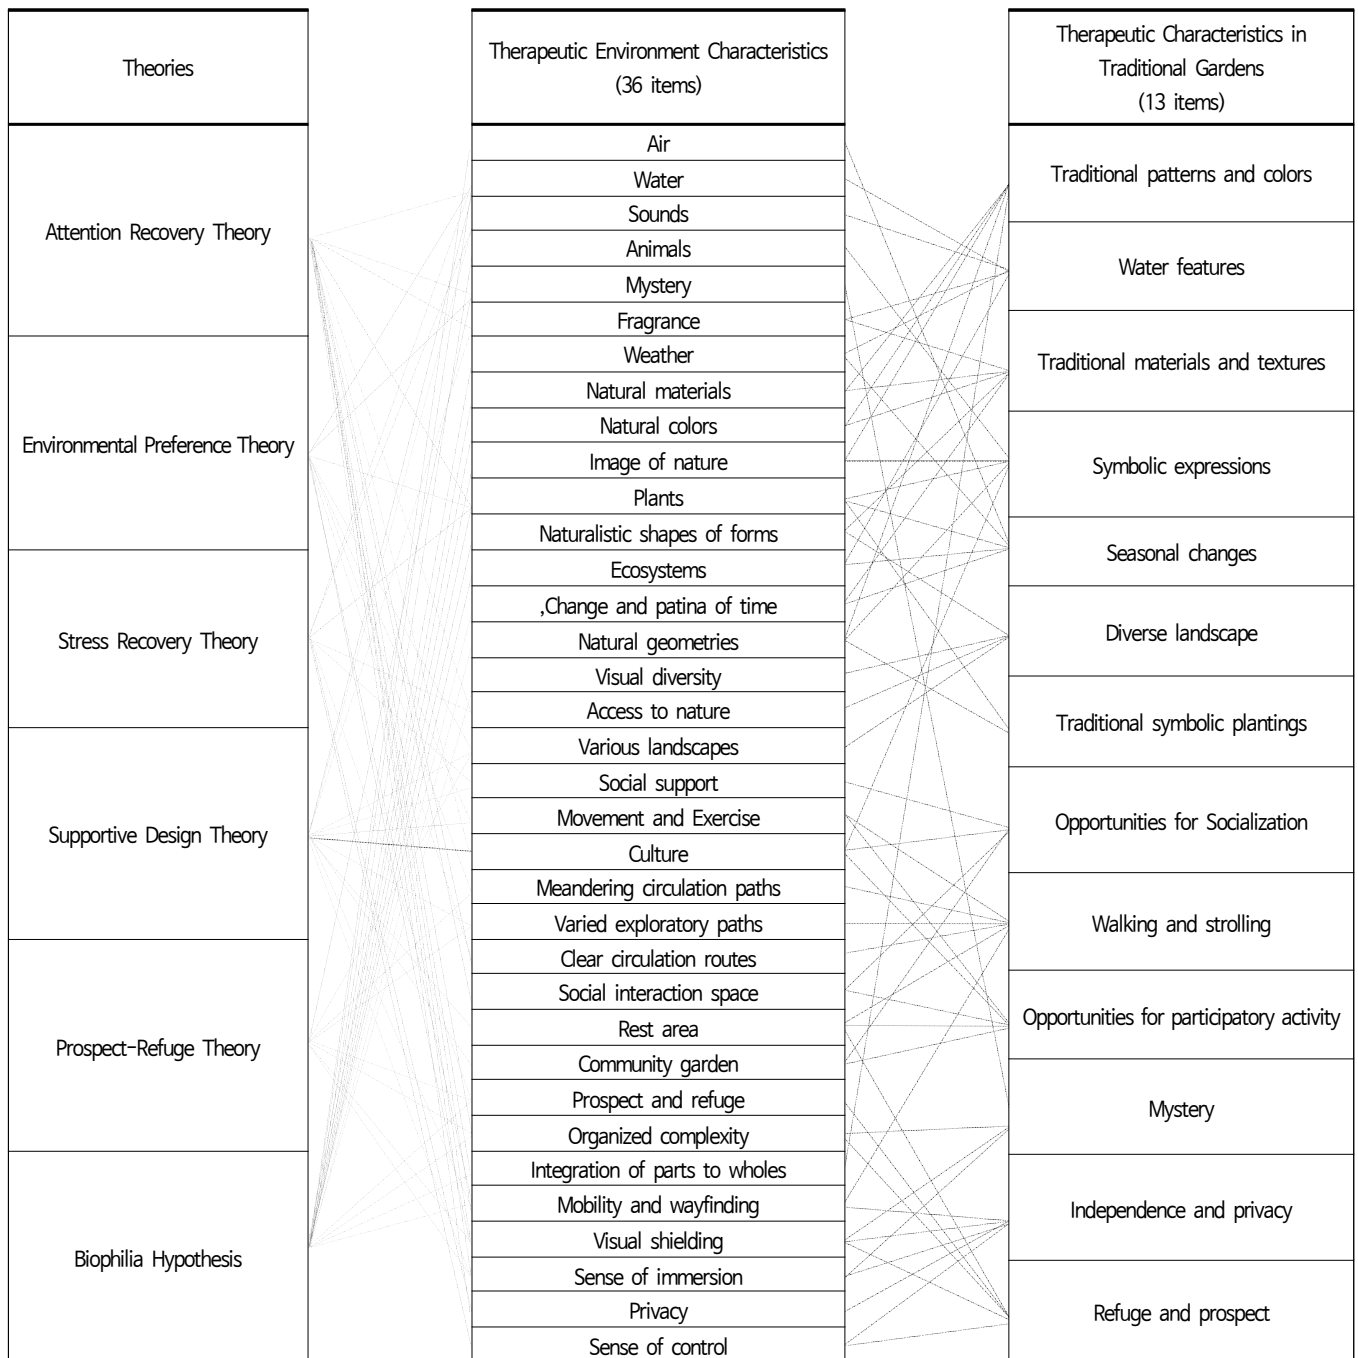 Theories
Therapeutic Environment Characteristics
(36 items)
Therapeutic Characteristics in
Traditional Gardens
(13 items)
Attention Recovery Theory
Environmental Preference Theory
Stress Recovery Theory
Supportive Design Theory
Prospect-Refuge Theory
Biophilia Hypothesis
Air
Water
Sounds
Animals
Mystery
Fragrance
Weather
Natural materials
Natural colors
Image of nature
Plants
Naturalistic shapes of forms
Ecosystems
,Change and patina of time
Natural geometries
Visual diversity
Access to nature
Various landscapes
Social support
Movement and Exercise
Culture
Meandering circulation paths
Varied exploratory paths
Clear circulation routes
Social interaction space
Rest area
Community garden
Prospect and refuge
Organized complexity
Integration of parts to wholes
Mobility and wayfinding
Visual shielding
Sense of immersion
Privacy
Sense of control
Traditional patterns and colors
Water features
Traditional materials and textures
Symbolic expressions
Seasonal changes
Diverse landscape
Traditional symbolic plantings
Opportunities for Socialization
Walking and strolling
Opportunities for participatory activity
Mystery
Independence and privacy
Refuge and prospect